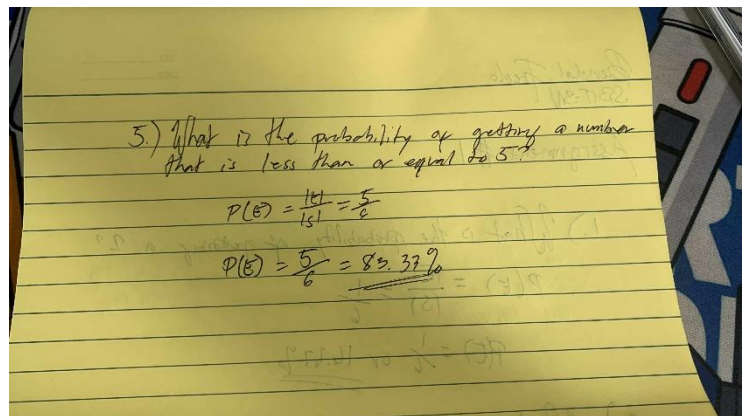 5.) What is the probability of getting a number
that is less than or equal to 5?
P(E) = |E|/|S| = 5/6
P(E) = 5/6 = 83.33%